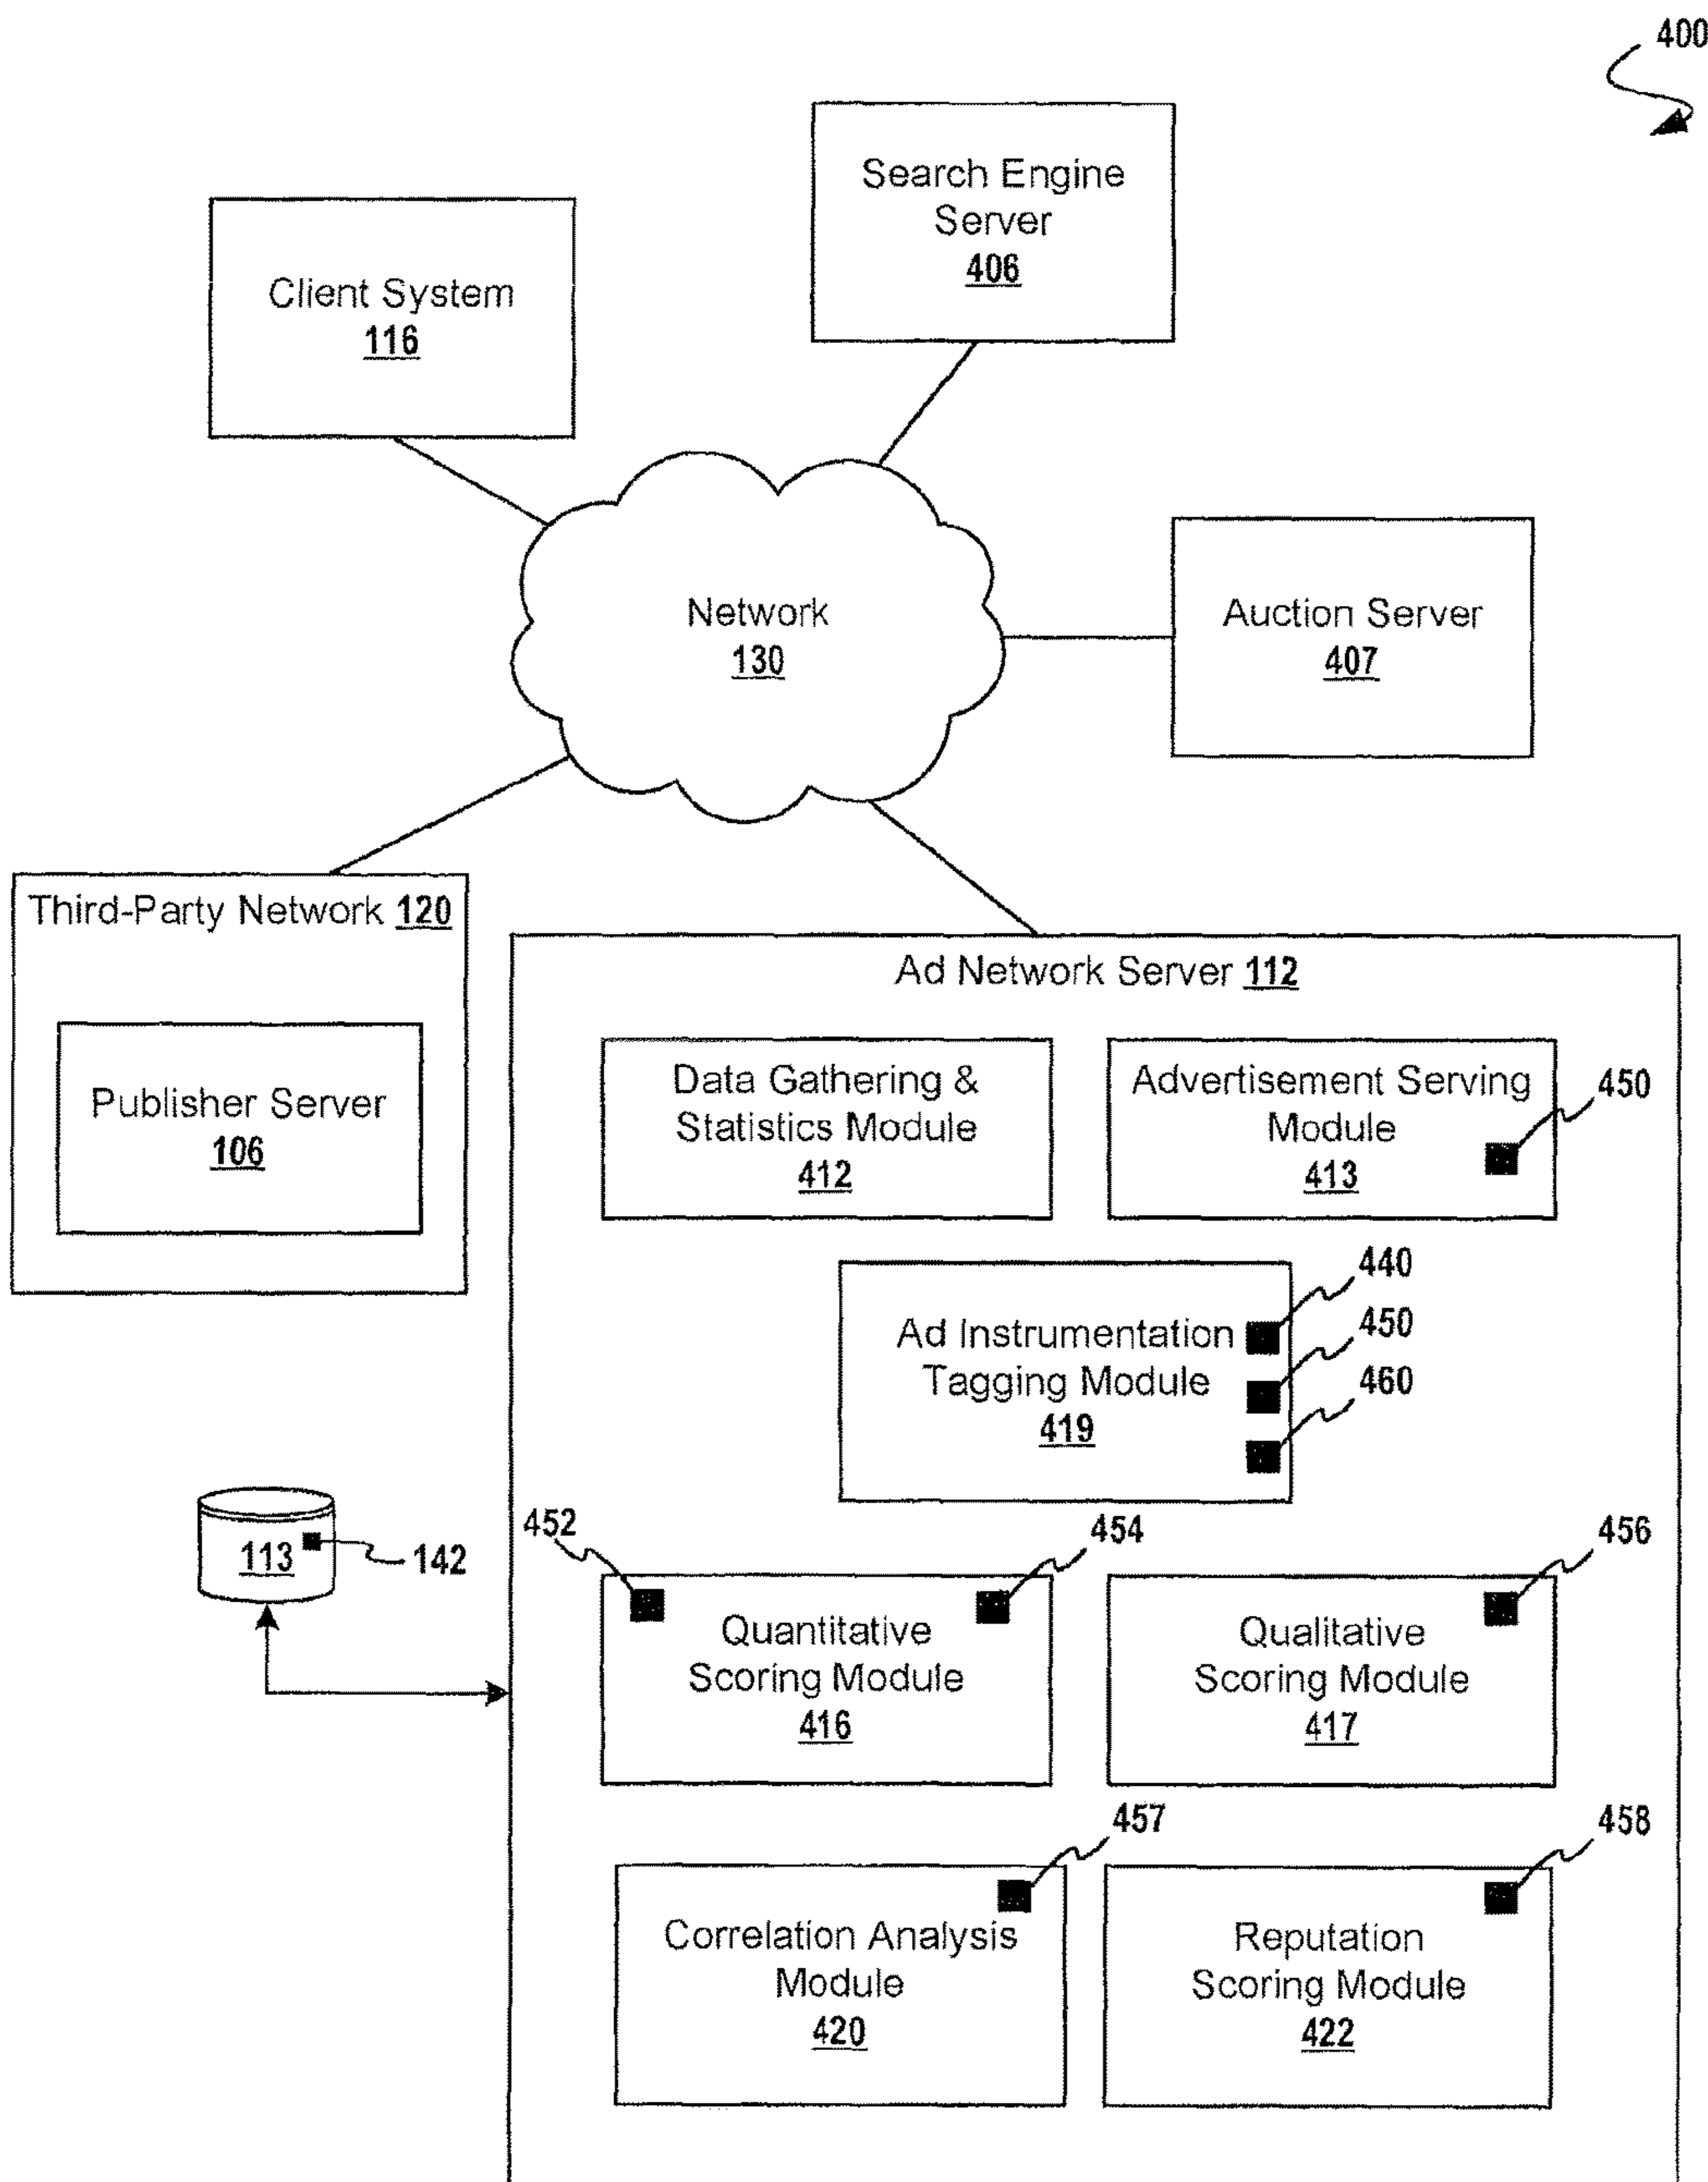 400
Search Engine
Server
406
Client System
116
Network
130
Auction Server
407
Third-Party Network 120
Publisher Server
106
Ad Network Server 112
Data Gathering &
Statistics Module
412
Advertisement Serving
Module
413
450
Ad Instrumentation
Tagging Module
419
440
450
460
113
142
452
454
Quantitative
Scoring Module
416
456
Qualitative
Scoring Module
417
457
Correlation Analysis
Module
420
458
Reputation
Scoring Module
422